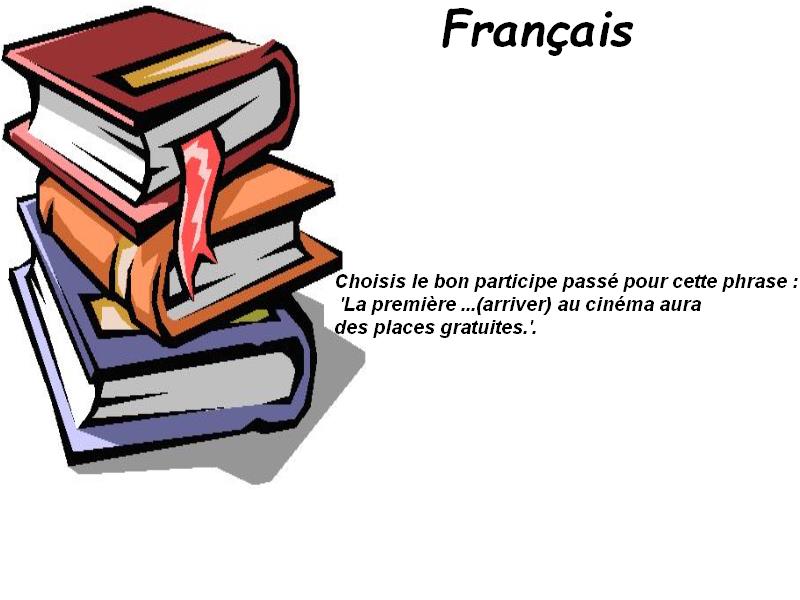 Français
Choisis le bon participe passé pour cette phrase :
'La première ...(arriver) au cinéma aura
des places gratuites.'.